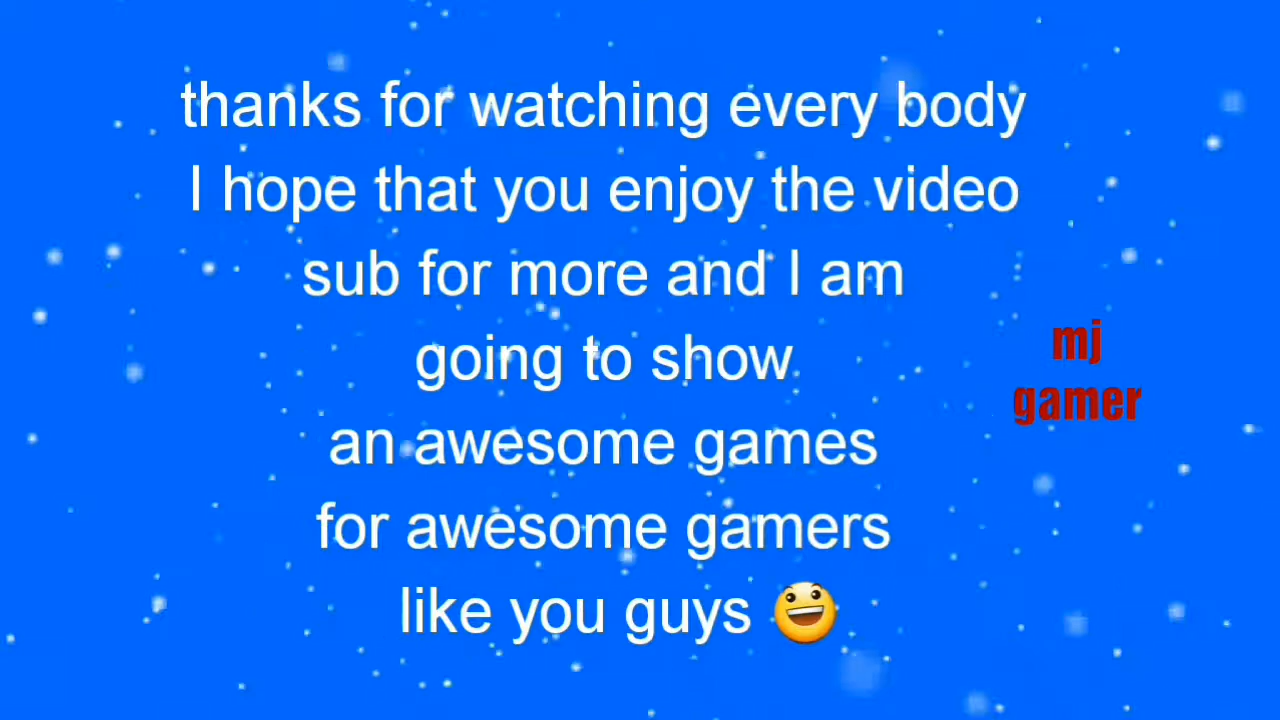 thanks for watching every body
I hope that you enjoy the video
sub for more and I am
going to show
an awesome games
for awesome gamers
like you guys 😃
mj
gamer